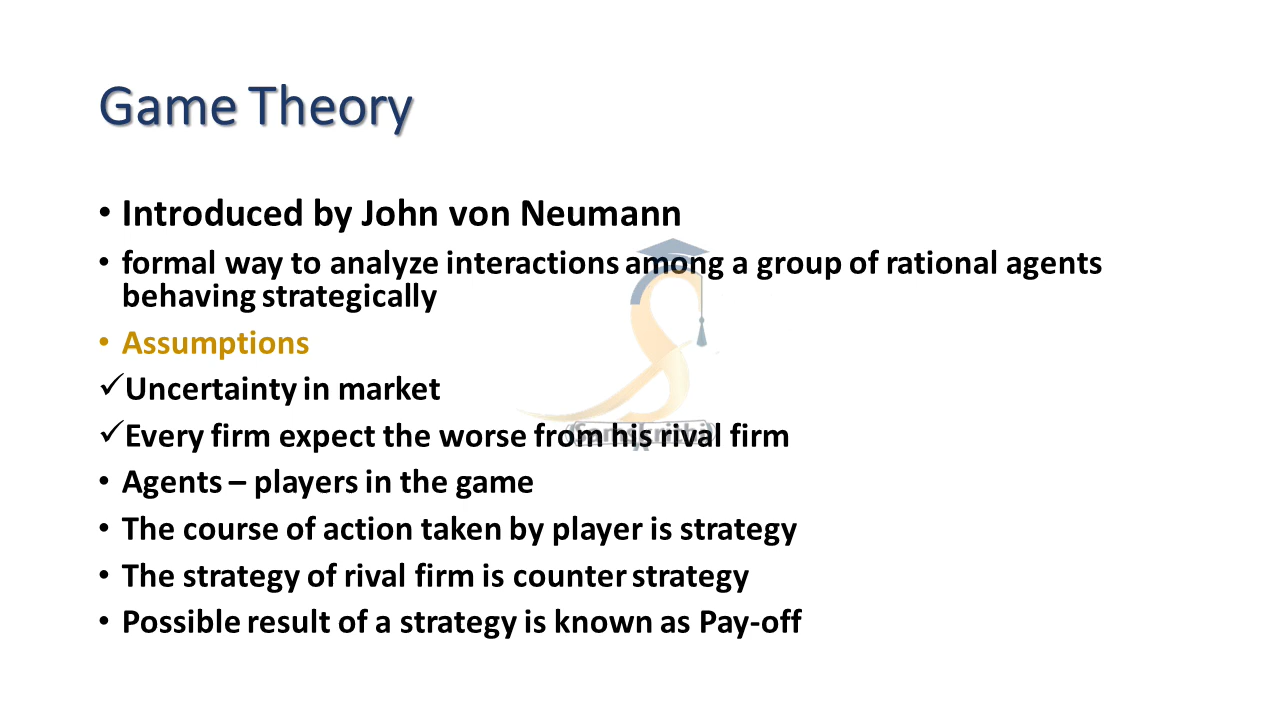 Game Theory
• Introduced by John von Neumann
• formal way to analyze interactions among a group of rational agents
behaving strategically
• Assumptions
✓Uncertainty in market
✓Every firm expect the worse from his rival firm
• Agents – players in the game
• The course of action taken by player is strategy
• The strategy of rival firm is counter strategy
• Possible result of a strategy is known as Pay-off